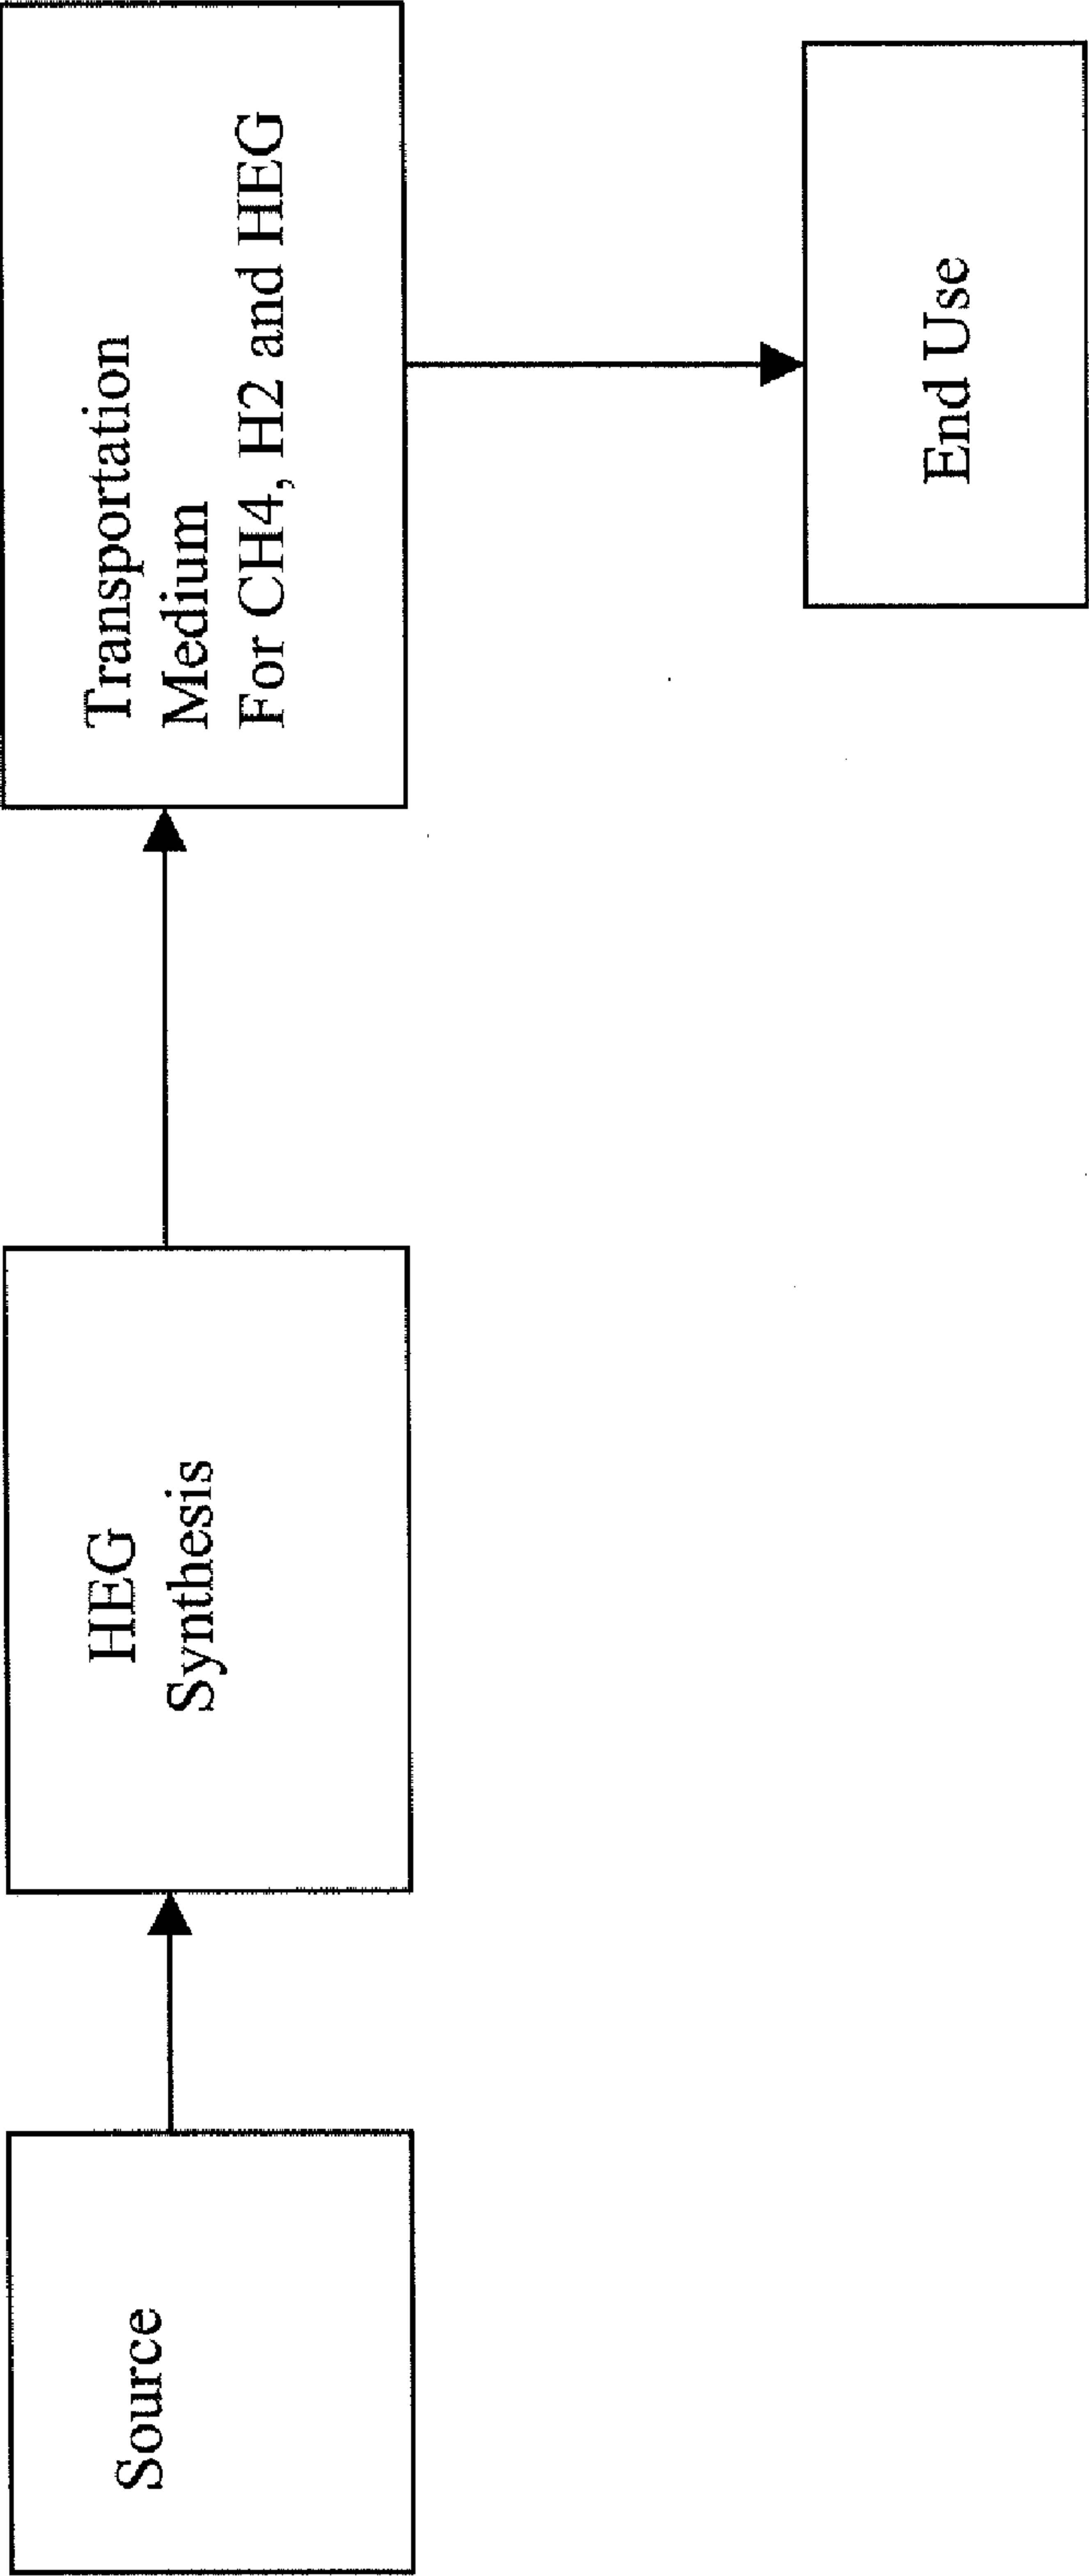 Source
HEG
Synthesis
Transportation
Medium
For CH4, H2 and HEG
End Use